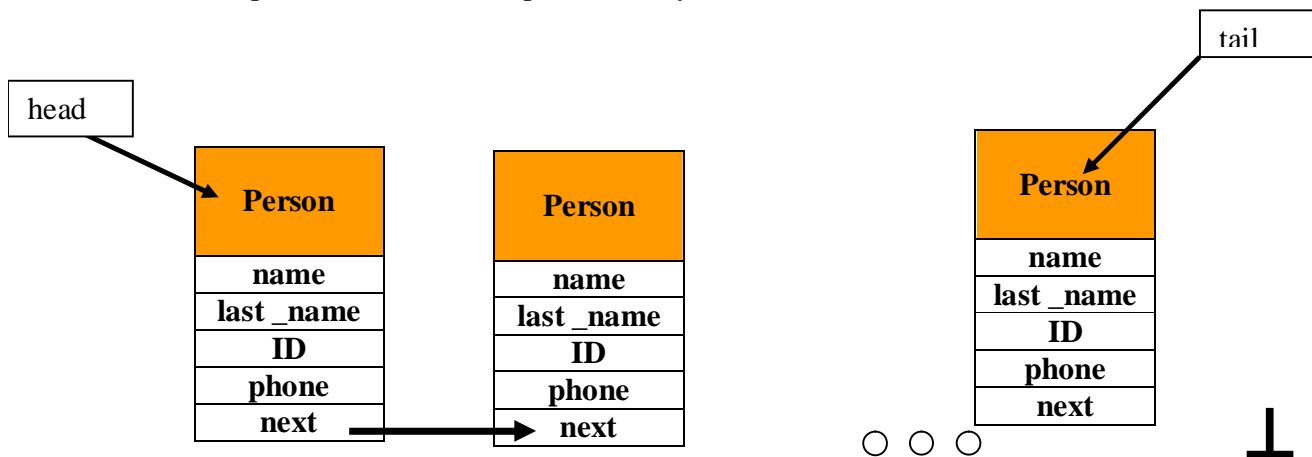 tail
head
Person
name
last _name
ID
phone
next
Person
name
last _name
ID
phone
next
Person
name
last _name
ID
phone
next